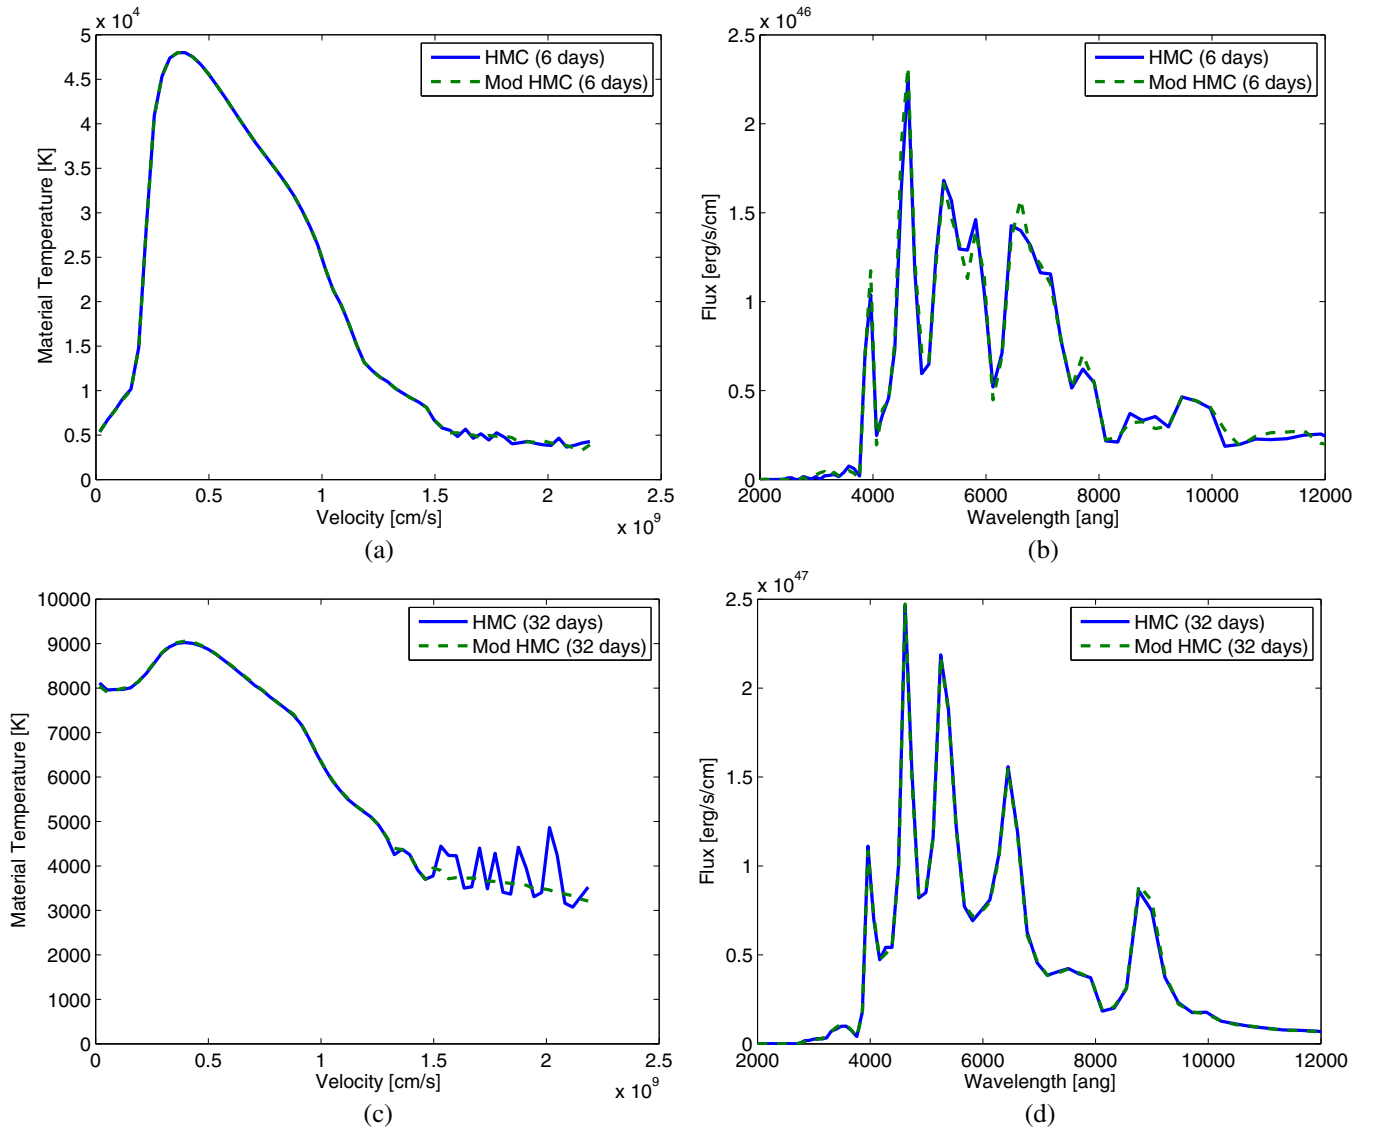 x 10^4
5
4.5
4
3.5
3
2.5
2
1.5
1
0.5
0
Material Temperature [K]
HMC (6 days)
Mod HMC (6 days)
0 0.5 1 1.5 2 2.5
Velocity [cm/s]
x 10^9
(a)
x 10^46
2.5
2
1.5
1
0.5
0
Flux [erg/s/cm]
HMC (6 days)
Mod HMC (6 days)
2000 4000 6000 8000 10000 12000
Wavelength [ang]
(b)
10000
9000
8000
7000
6000
5000
4000
3000
2000
1000
0
Material Temperature [K]
HMC (32 days)
Mod HMC (32 days)
0 0.5 1 1.5 2 2.5
Velocity [cm/s]
x 10^9
(c)
x 10^47
2.5
2
1.5
1
0.5
0
Flux [erg/s/cm]
HMC (32 days)
Mod HMC (32 days)
2000 4000 6000 8000 10000 12000
Wavelength [ang]
(d)